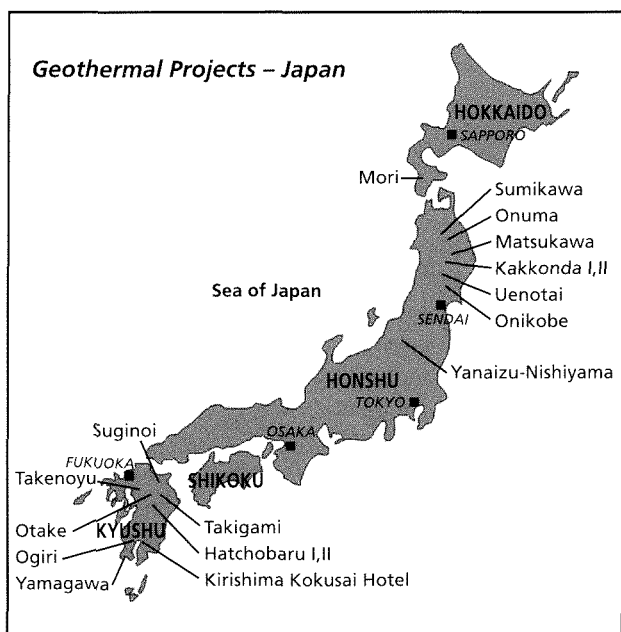 Geothermal Projects – Japan
HOKKAIDO
SAPPORO
Mori
Sumikawa
Onuma
Matsukawa
Kakkonda I,II
Uenotai
Onikobe
Sea of Japan
SENDAI
Yanaizu-Nishiyama
HONSHU
TOKYO
Suginoi
OSAKA
FUKUOKA
Takenoyu
SHIKOKU
Otake
Takigami
KYUSHU
Hatchobaru I,II
Ogiri
Kirishima Kokusai Hotel
Yamagawa